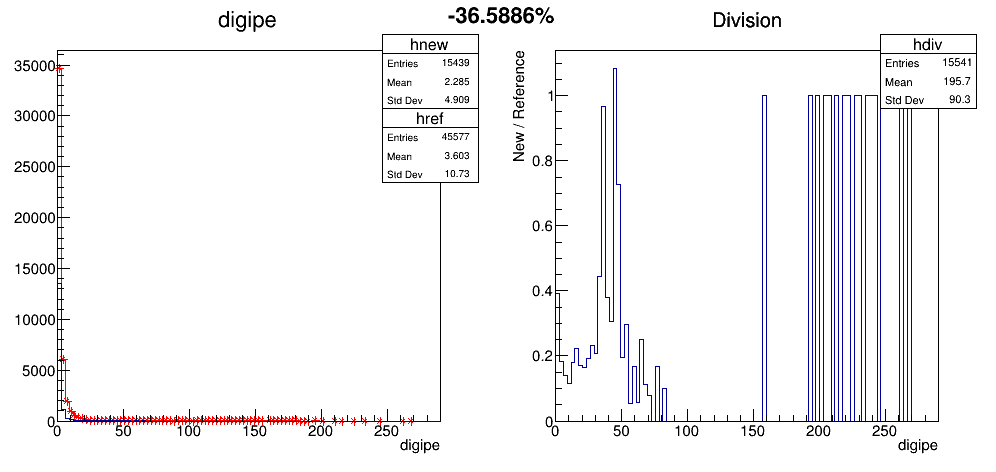 digipe
-36.5886%
Division
hnew
Entries 15439
Mean 2.285
Std Dev 4.909
href
Entries 45577
Mean 3.603
Std Dev 10.73
35000
30000
25000
20000
15000
10000
5000
0
0 50 100 150 200 250
digipe
hdiv
Entries 15541
Mean 195.7
Std Dev 90.3
New / Reference
1
0.8
0.6
0.4
0.2
0
0 50 100 150 200 250
digipe